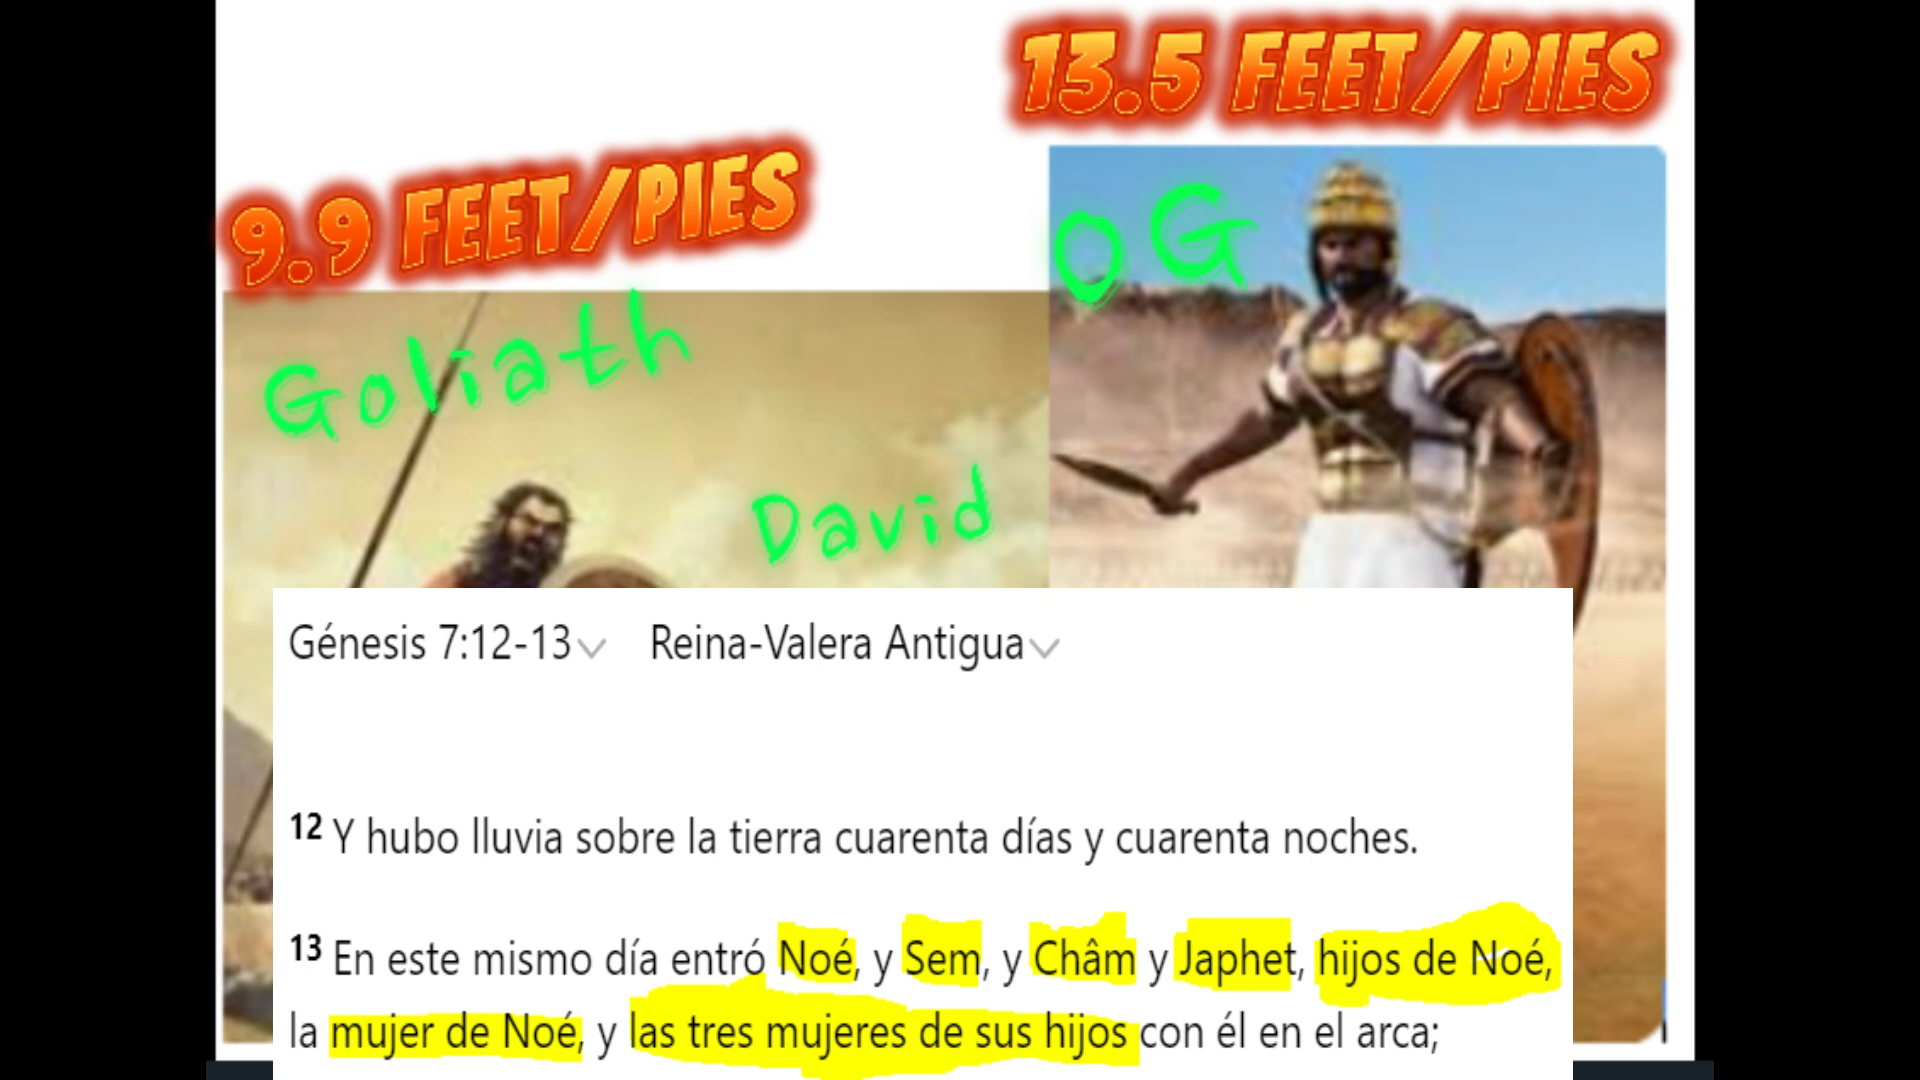 13.5 FEET/PIES
9.9 FEET/PIES
OG
Goliath
David
Génesis 7:12-13 Reina-Valera Antigua
12 Y hubo lluvia sobre la tierra cuarenta días y cuarenta noches.
13 En este mismo día entró Noé, y Sem, y Châm y Japhet, hijos de Noé,
la mujer de Noé, y las tres mujeres de sus hijos con él en el arca;